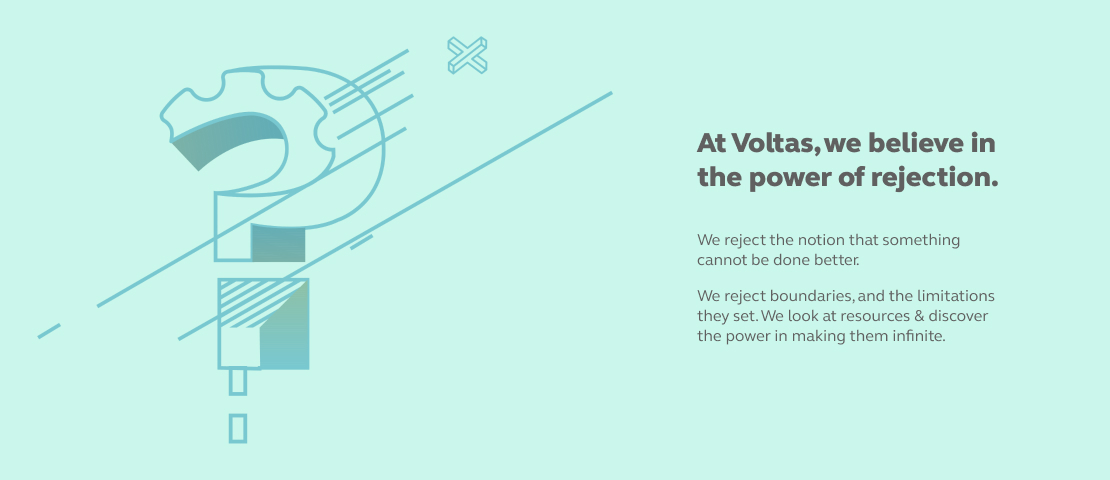 At Voltas, we believe in
the power of rejection.
We reject the notion that something
cannot be done better.
We reject boundaries, and the limitations
they set. We look at resources & discover
the power in making them infinite.